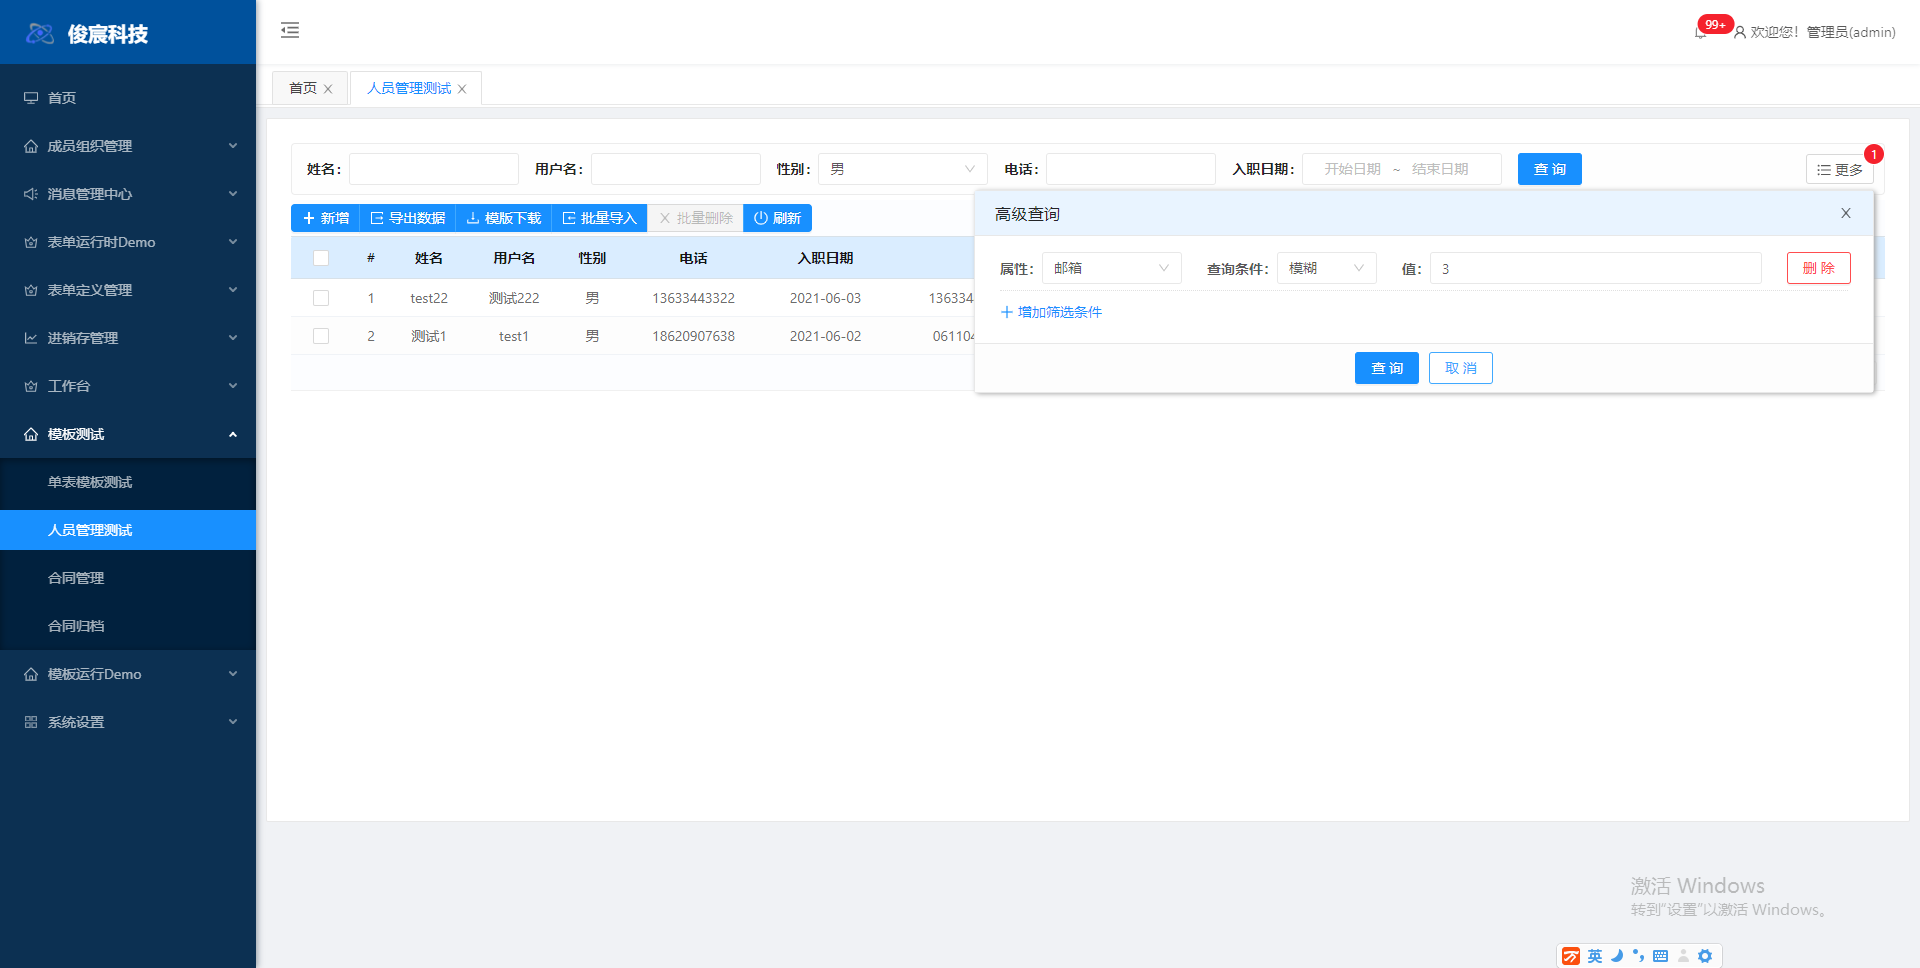 俊宸科技
99+
欢迎您！管理员(admin)
首页
成员组织管理
消息管理中心
表单运行时Demo
表单定义管理
进销存管理
工作台
模板测试
单表模板测试
人员管理测试
合同管理
合同归档
模板运行Demo
系统设置
首页 人员管理测试
姓名： 用户名： 性别： 男 电话： 入职日期： 开始日期 ~ 结束日期 查 询 更多 1
新增 导出数据 模版下载 批量导入 批量删除 刷新
# 姓名 用户名 性别 电话 入职日期
1 test22 测试222 男 13633443322 2021-06-03 136334
2 测试1 test1 男 18620907638 2021-06-02 06110
高级查询
属性： 邮箱 查询条件： 模糊 值： 3 删 除
增加筛选条件
查 询 取 消
激活 Windows
转到“设置”以激活 Windows。
英